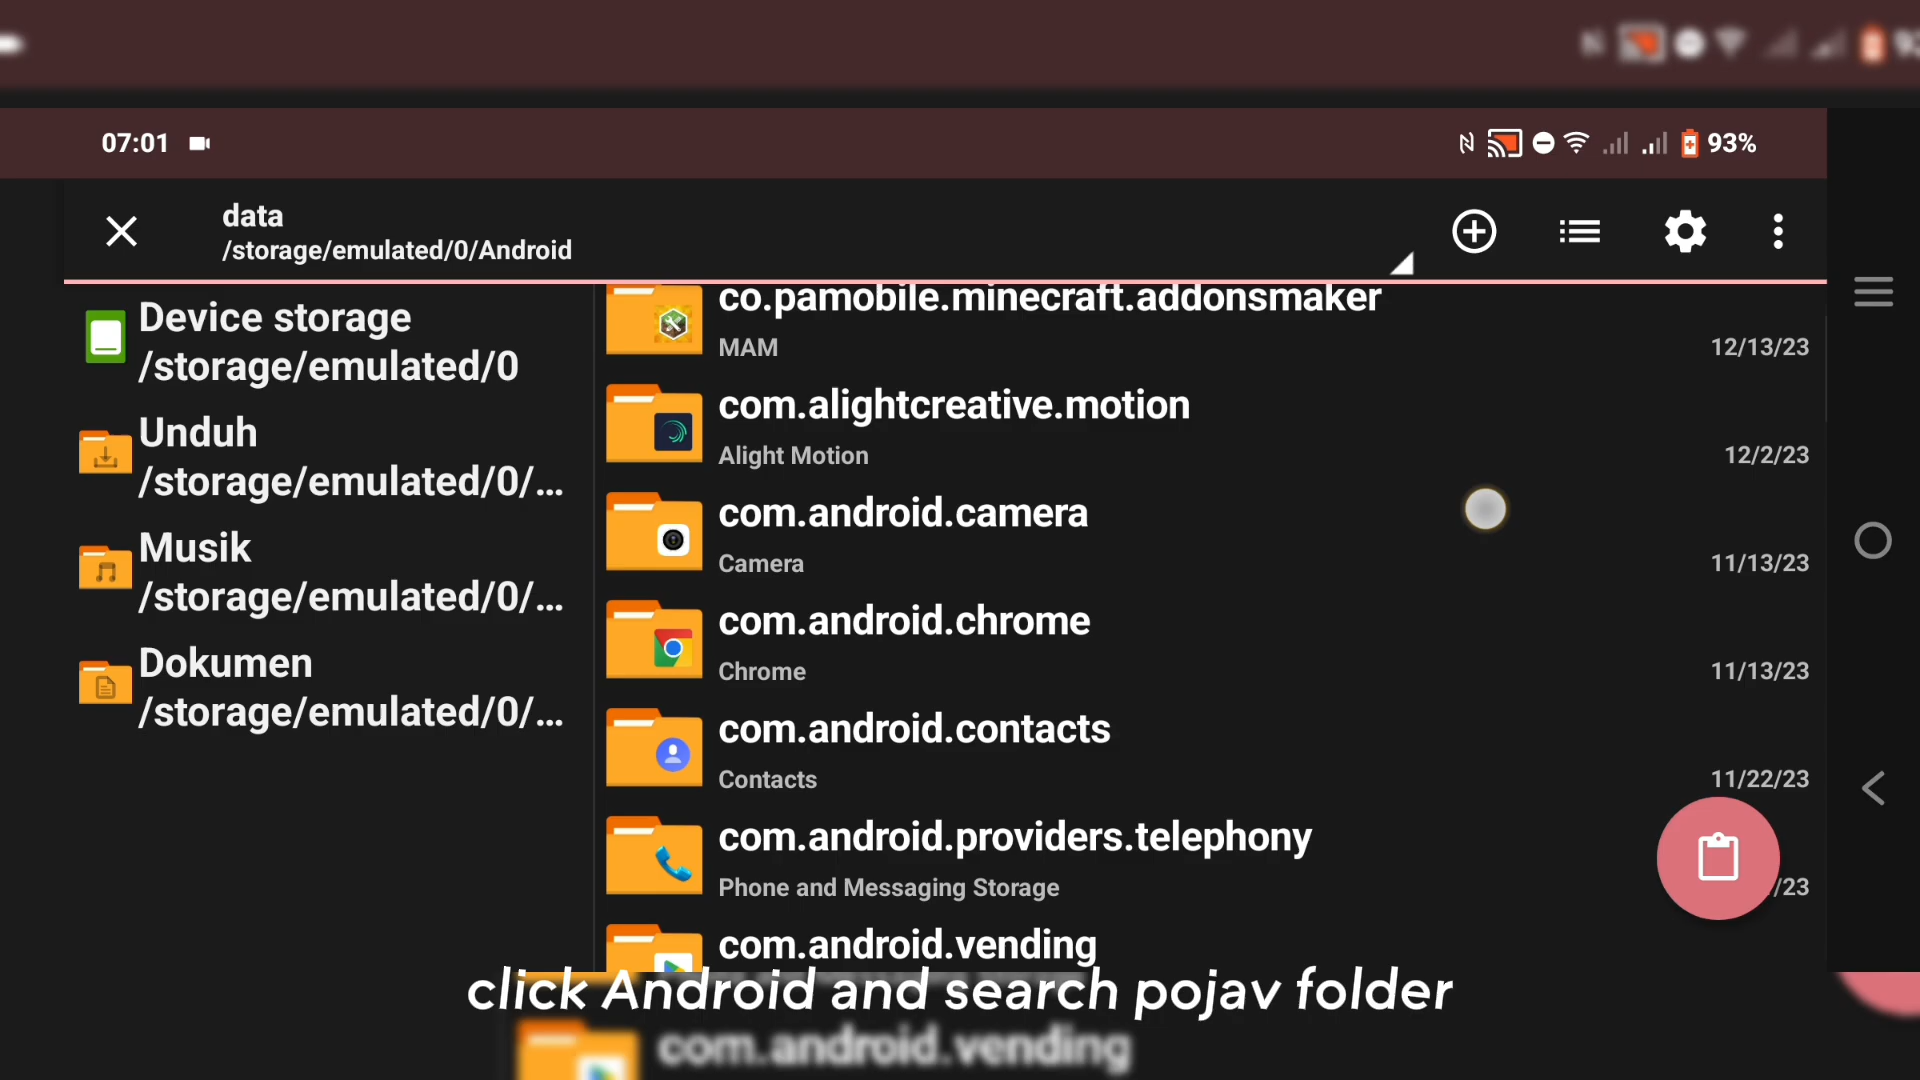 07:01
93%
data
/storage/emulated/0/Android
Device storage
/storage/emulated/0
Unduh
/storage/emulated/0/...
Musik
/storage/emulated/0/...
Dokumen
/storage/emulated/0/...
co.pamobile.minecraft.addonsmaker
MAM
12/13/23
com.alightcreative.motion
Alight Motion
12/2/23
com.android.camera
Camera
11/13/23
com.android.chrome
Chrome
11/13/23
com.android.contacts
Contacts
11/22/23
com.android.providers.telephony
Phone and Messaging Storage
/23
com.android.vending
click Android and search pojav folder
com.android.vending